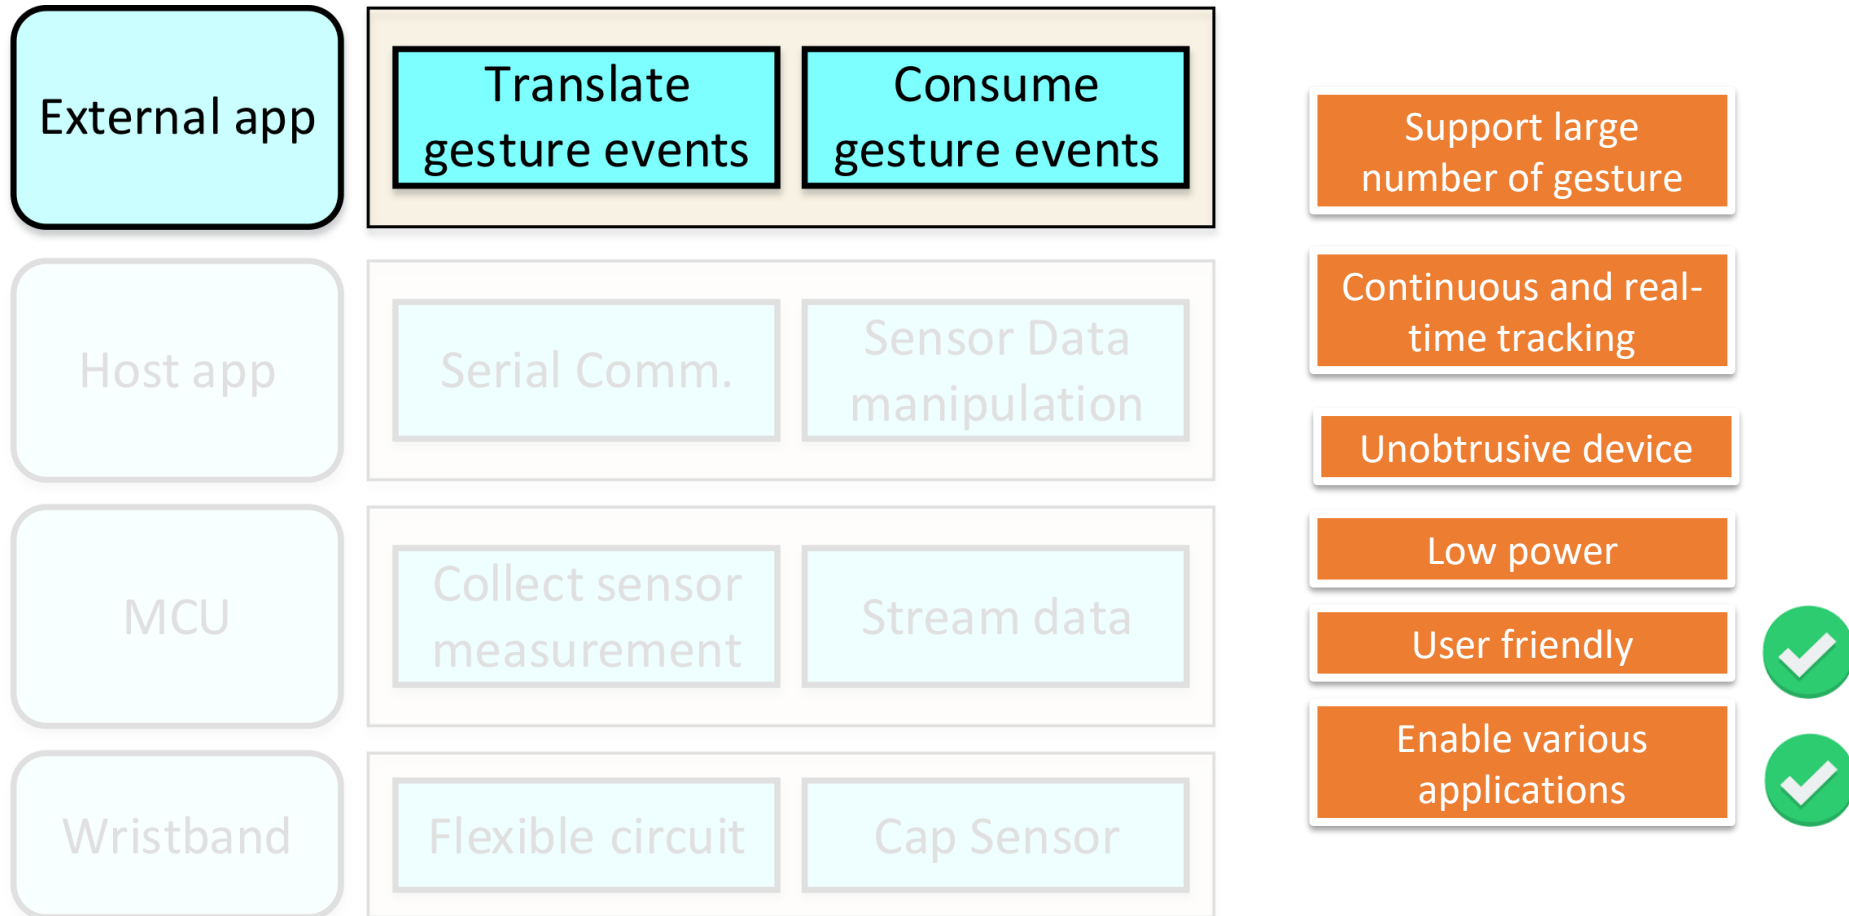 External app
Translate
gesture events
Consume
gesture events
Host app
Serial Comm.
Sensor Data
manipulation
MCU
Collect sensor
measurement
Stream data
Wristband
Flexible circuit
Cap Sensor
Support large
number of gesture
Continuous and real-
time tracking
Unobtrusive device
Low power
User friendly
Enable various
applications